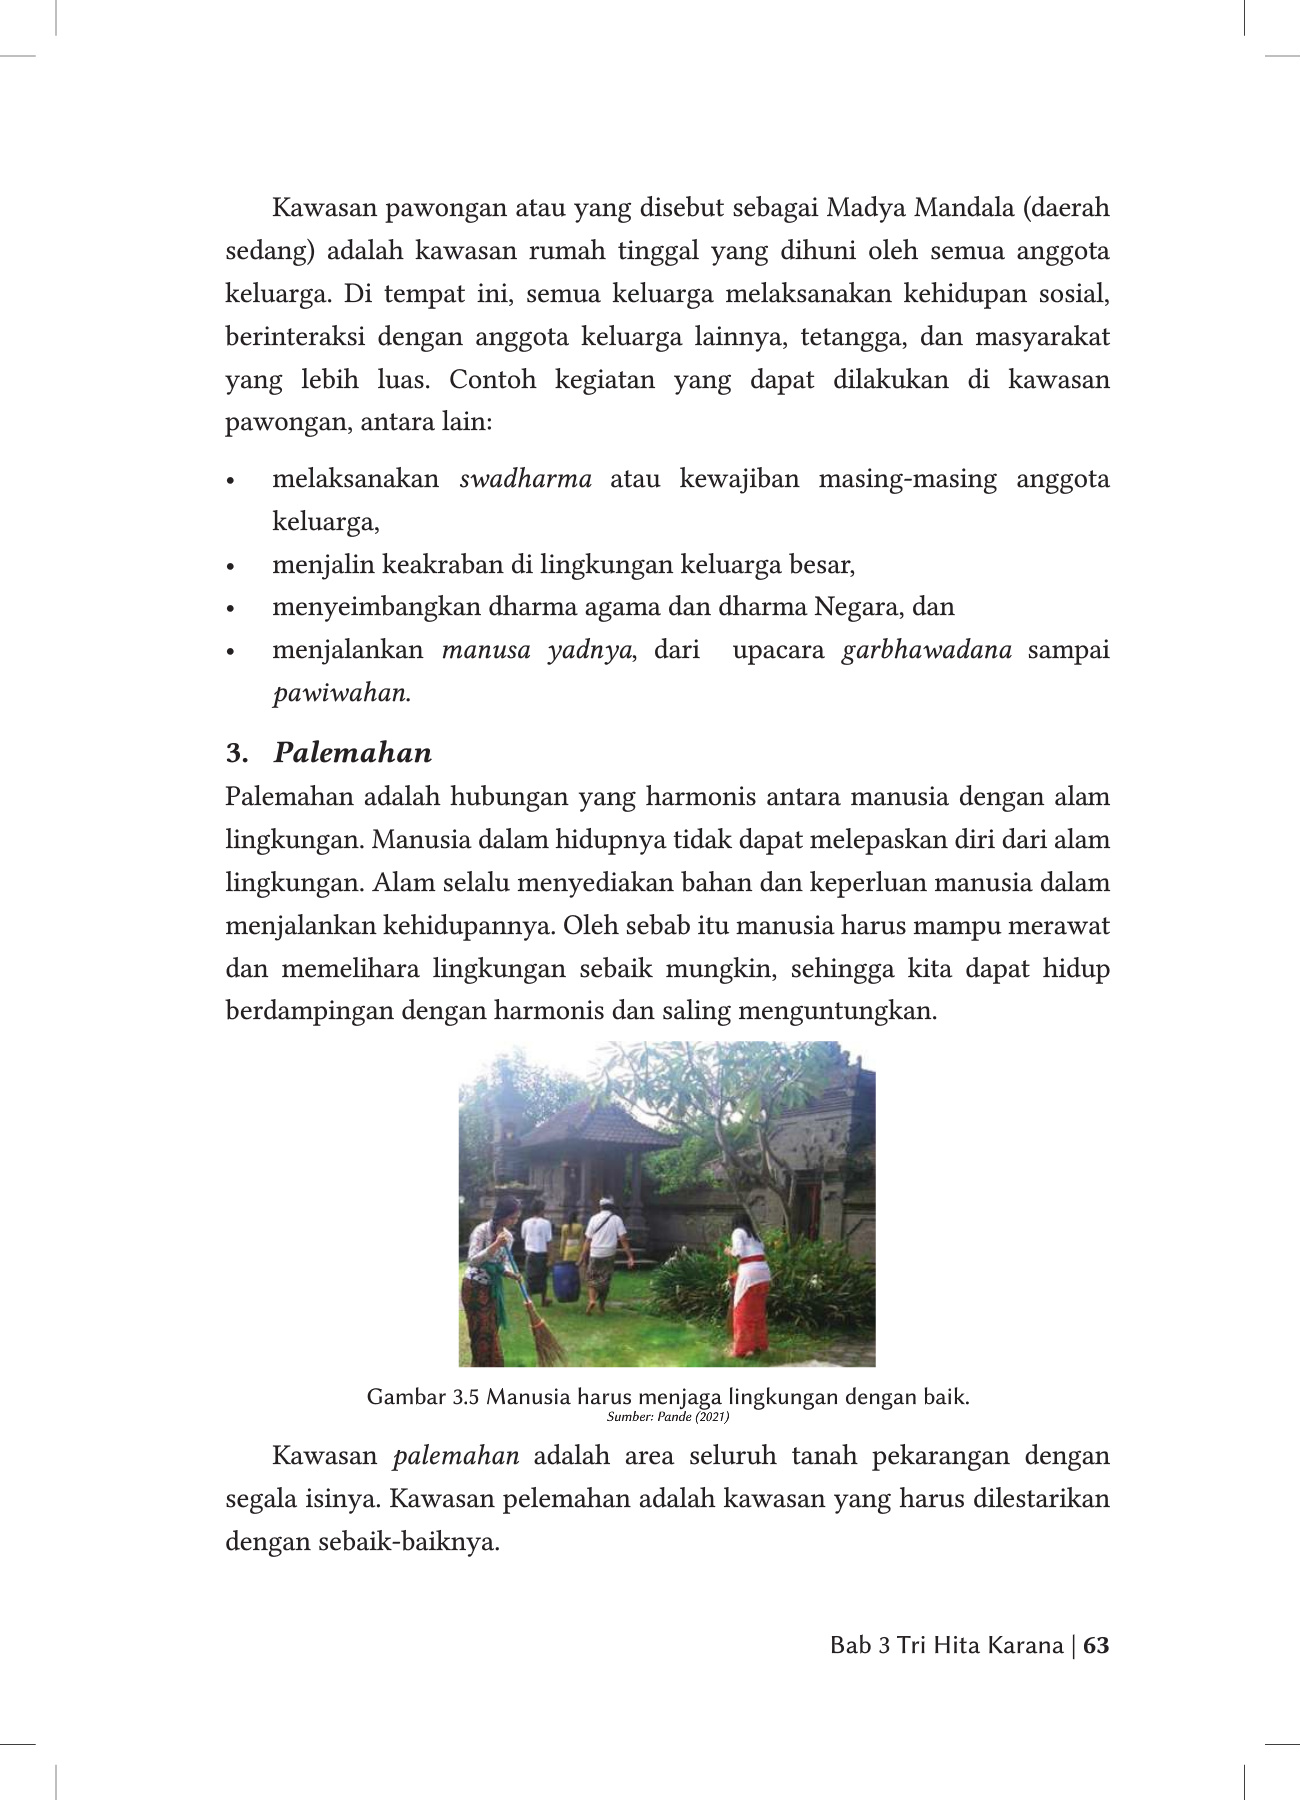 Kawasan pawongan atau yang disebut sebagai Madya Mandala (daerah
sedang) adalah kawasan rumah tinggal yang dihuni oleh semua anggota
keluarga. Di tempat ini, semua keluarga melaksanakan kehidupan sosial,
berinteraksi dengan anggota keluarga lainnya, tetangga, dan masyarakat
yang lebih luas. Contoh kegiatan yang dapat dilakukan di kawasan
pawongan, antara lain:
• melaksanakan swadharma atau kewajiban masing-masing anggota
keluarga,
• menjalin keakraban di lingkungan keluarga besar,
• menyeimbangkan dharma agama dan dharma Negara, dan
• menjalankan manusa yadnya, dari upacara garbhawadana sampai
pawiwahan.
3. Palemahan
Palemahan adalah hubungan yang harmonis antara manusia dengan alam
lingkungan. Manusia dalam hidupnya tidak dapat melepaskan diri dari alam
lingkungan. Alam selalu menyediakan bahan dan keperluan manusia dalam
menjalankan kehidupannya. Oleh sebab itu manusia harus mampu merawat
dan memelihara lingkungan sebaik mungkin, sehingga kita dapat hidup
berdampingan dengan harmonis dan saling menguntungkan.
Gambar 3.5 Manusia harus menjaga lingkungan dengan baik.
Sumber: Pande (2021)
Kawasan palemahan adalah area seluruh tanah pekarangan dengan
segala isinya. Kawasan pelemahan adalah kawasan yang harus dilestarikan
dengan sebaik-baiknya.
Bab 3 Tri Hita Karana | 63